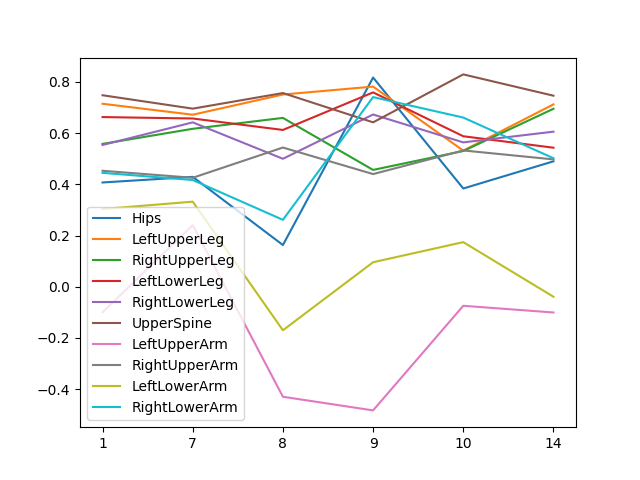 0.8
0.6
0.4
0.2
0.0
−0.2
−0.4
Hips
LeftUpperLeg
RightUpperLeg
LeftLowerLeg
RightLowerLeg
UpperSpine
LeftUpperArm
RightUpperArm
LeftLowerArm
RightLowerArm
1 7 8 9 10 14